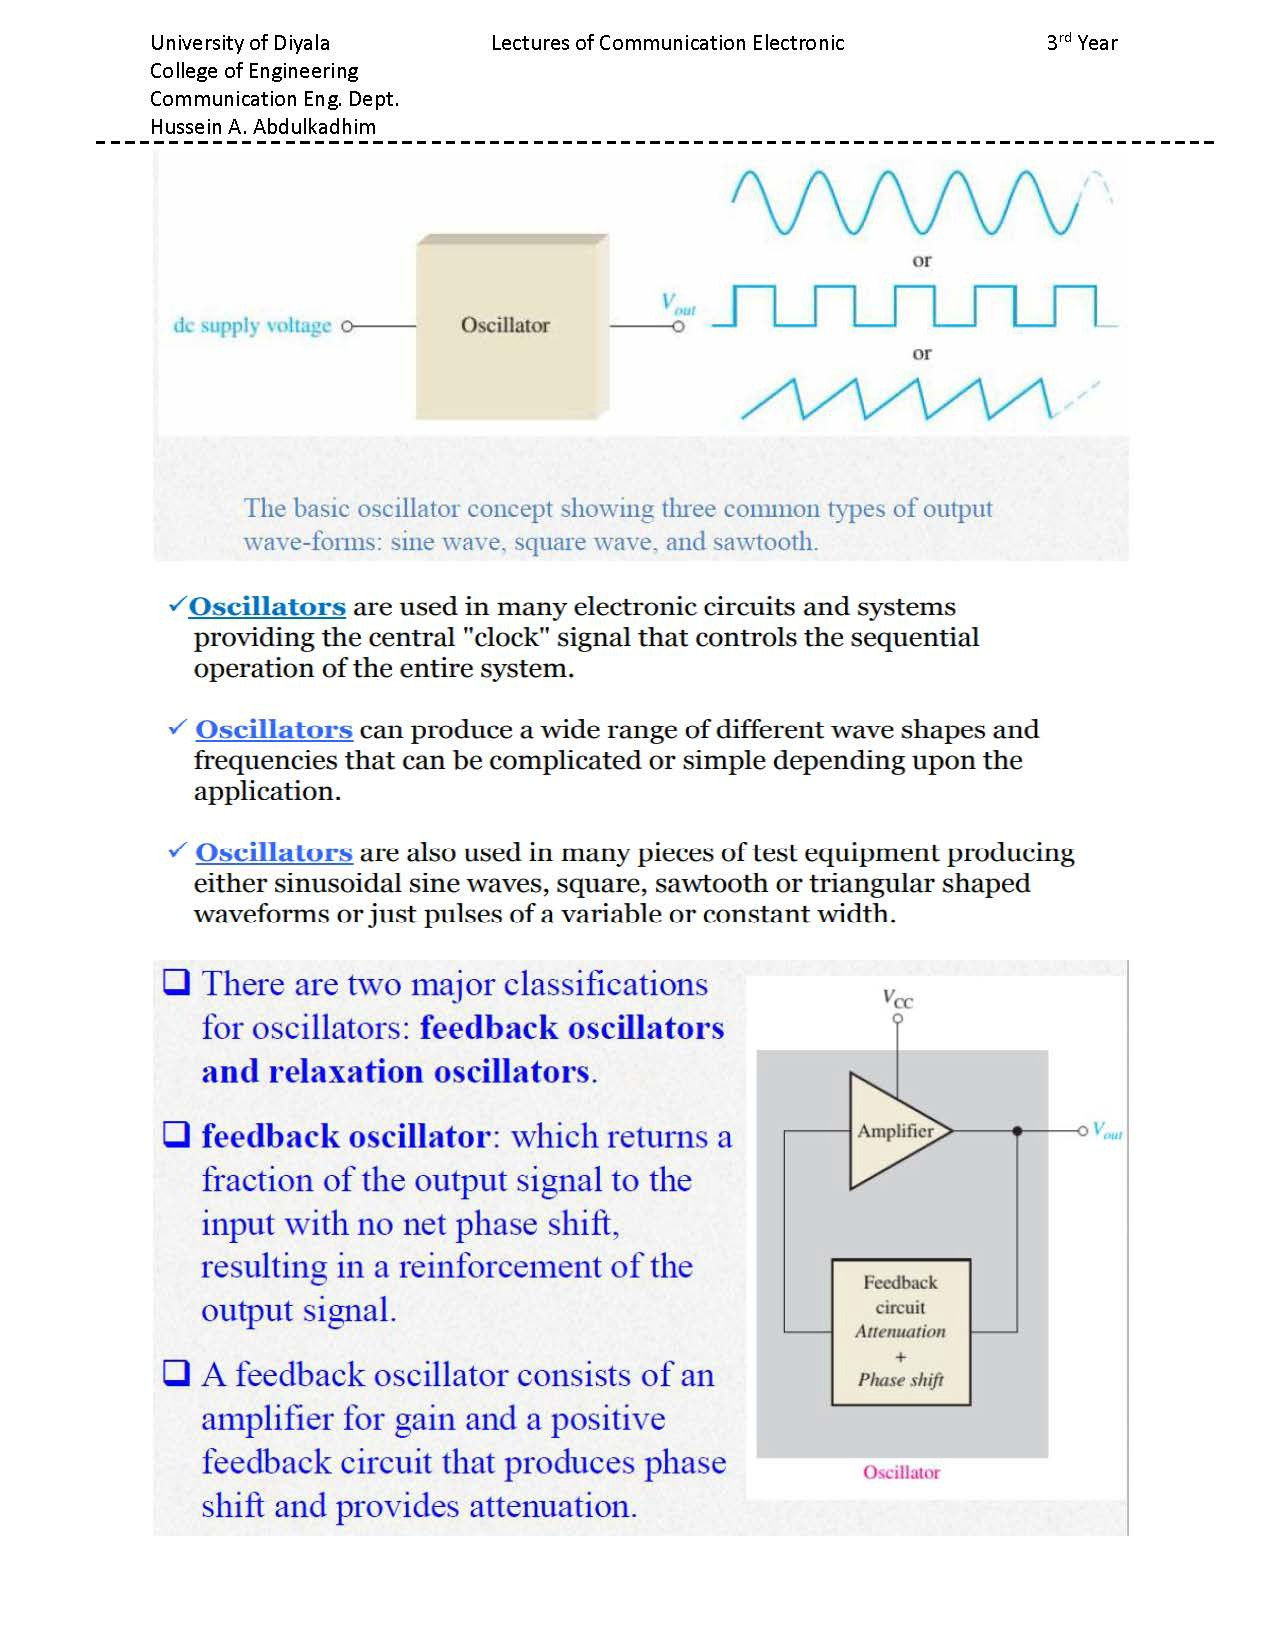 University of Diyala Lectures of Communication Electronic 3rd Year
College of Engineering
Communication Eng. Dept.
Hussein A. Abdulkadhim
dc supply voltage
Oscillator
Vout
or
or
The basic oscillator concept showing three common types of output
wave-forms: sine wave, square wave, and sawtooth.
✓Oscillators are used in many electronic circuits and systems
providing the central "clock" signal that controls the sequential
operation of the entire system.
✓ Oscillators can produce a wide range of different wave shapes and
frequencies that can be complicated or simple depending upon the
application.
✓ Oscillators are also used in many pieces of test equipment producing
either sinusoidal sine waves, square, sawtooth or triangular shaped
waveforms or just pulses of a variable or constant width.
❑ There are two major classifications
for oscillators: feedback oscillators
and relaxation oscillators.
❑ feedback oscillator: which returns a
fraction of the output signal to the
input with no net phase shift,
resulting in a reinforcement of the
output signal.
❑ A feedback oscillator consists of an
amplifier for gain and a positive
feedback circuit that produces phase
shift and provides attenuation.
VCC
Amplifier
Vout
Feedback
circuit
Attenuation
+
Phase shift
Oscillator